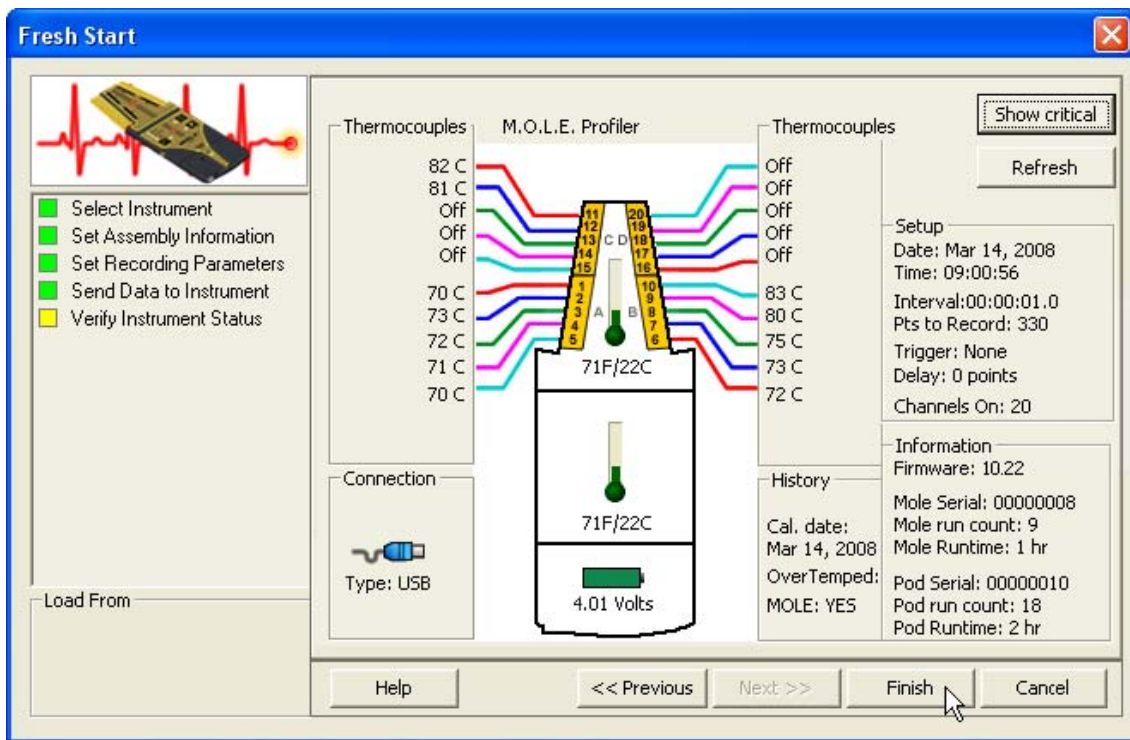 Fresh Start
Select Instrument
Set Assembly Information
Set Recording Parameters
Send Data to Instrument
Verify Instrument Status
Load From
Thermocouples
82 C
81 C
Off
Off
Off
70 C
73 C
72 C
71 C
70 C
Connection
Type: USB
M.O.L.E. Profiler
11
12
13
14
15
1
2
3
4
5
C D
A
B
20
19
18
17
16
10
9
8
7
6
71F/22C
71F/22C
4.01 Volts
Thermocouples
Off
Off
Off
Off
Off
83 C
80 C
75 C
73 C
72 C
History
Cal. date:
Mar 14, 2008
OverTemped:
MOLE: YES
Show critical
Refresh
Setup
Date: Mar 14, 2008
Time: 09:00:56
Interval:00:00:01.0
Pts to Record: 330
Trigger: None
Delay: 0 points
Channels On: 20
Information
Firmware: 10.22
Mole Serial: 00000008
Mole run count: 9
Mole Runtime: 1 hr
Pod Serial: 00000010
Pod run count: 18
Pod Runtime: 2 hr
Help
<< Previous
Next >>
Finish
Cancel